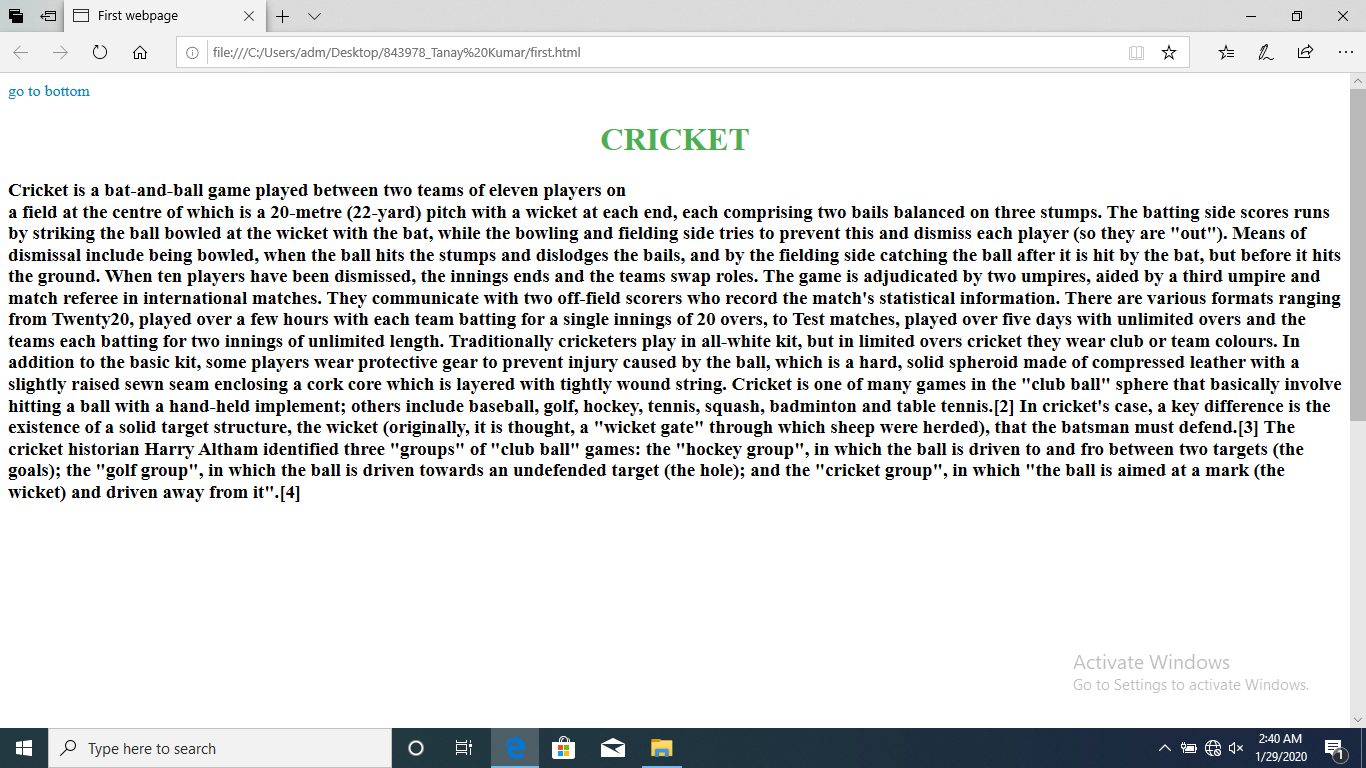 First webpage
file:///C:/Users/adm/Desktop/843978_Tanay%20Kumar/first.html
go to bottom
CRICKET
Cricket is a bat-and-ball game played between two teams of eleven players on
a field at the centre of which is a 20-metre (22-yard) pitch with a wicket at each end, each comprising two bails balanced on three stumps. The batting side scores runs
by striking the ball bowled at the wicket with the bat, while the bowling and fielding side tries to prevent this and dismiss each player (so they are "out"). Means of
dismissal include being bowled, when the ball hits the stumps and dislodges the bails, and by the fielding side catching the ball after it is hit by the bat, but before it hits
the ground. When ten players have been dismissed, the innings ends and the teams swap roles. The game is adjudicated by two umpires, aided by a third umpire and
match referee in international matches. They communicate with two off-field scorers who record the match's statistical information. There are various formats ranging
from Twenty20, played over a few hours with each team batting for a single innings of 20 overs, to Test matches, played over five days with unlimited overs and the
teams each batting for two innings of unlimited length. Traditionally cricketers play in all-white kit, but in limited overs cricket they wear club or team colours. In
addition to the basic kit, some players wear protective gear to prevent injury caused by the ball, which is a hard, solid spheroid made of compressed leather with a
slightly raised sewn seam enclosing a cork core which is layered with tightly wound string. Cricket is one of many games in the "club ball" sphere that basically involve
hitting a ball with a hand-held implement; others include baseball, golf, hockey, tennis, squash, badminton and table tennis.[2] In cricket's case, a key difference is the
existence of a solid target structure, the wicket (originally, it is thought, a "wicket gate" through which sheep were herded), that the batsman must defend.[3] The
cricket historian Harry Altham identified three "groups" of "club ball" games: the "hockey group", in which the ball is driven to and fro between two targets (the
goals); the "golf group", in which the ball is driven towards an undefended target (the hole); and the "cricket group", in which "the ball is aimed at a mark (the
wicket) and driven away from it".[4]
Activate Windows
Go to Settings to activate Windows.
Type here to search
2:40 AM
1/29/2020
1